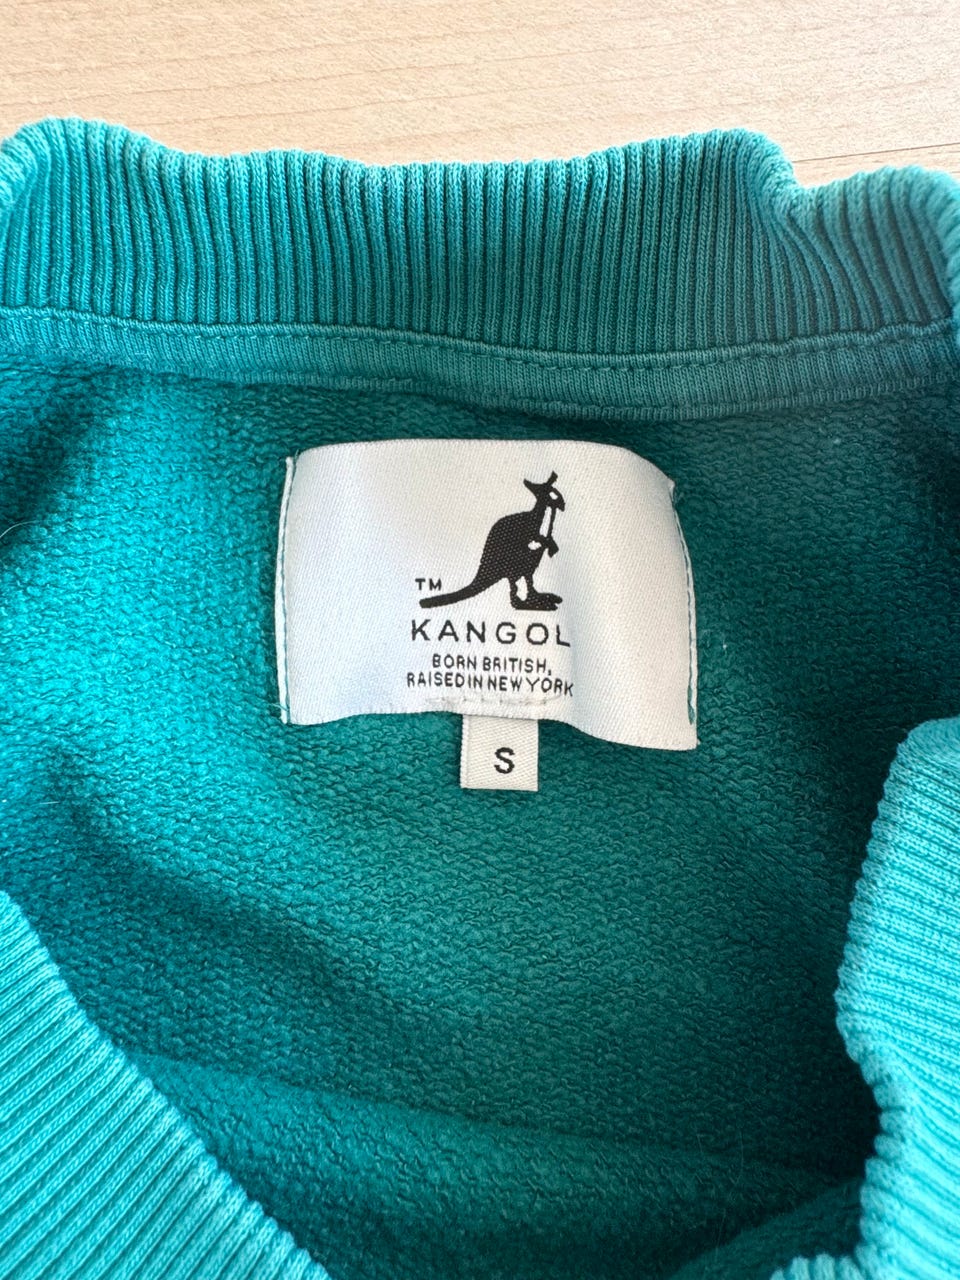 TM
KANGOL
BORN BRITISH,
RAISED IN NEW YORK
S